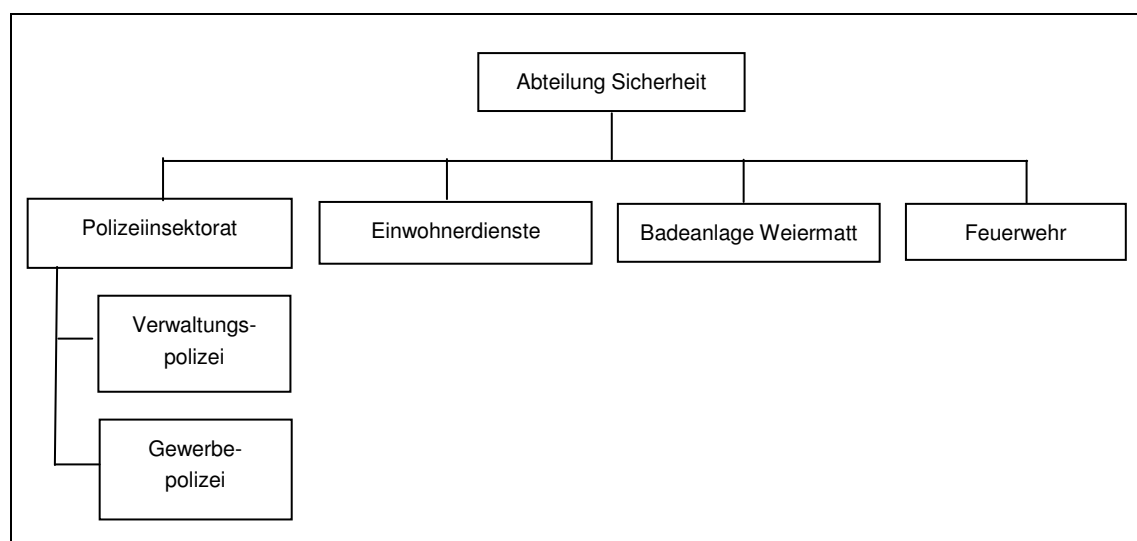 Abteilung Sicherheit
Polizeiinsektorat
Einwohnerdienste
Badeanlage Weiermatt
Feuerwehr
Verwaltungs-
polizei
Gewerbe-
polizei